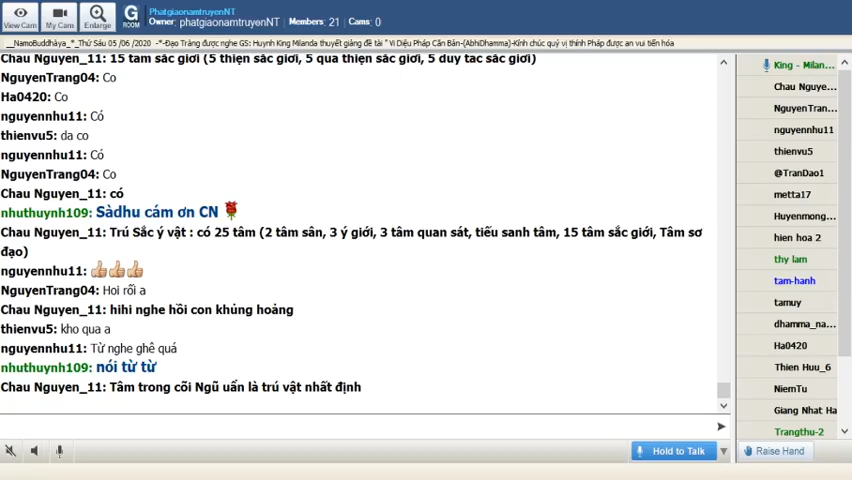 View Cam
My Cam
Enlarge
G
ROOM
PhatgiaonamtruyenNT
Owner: phatgiaonamtruyenNT Members: 21 Cams: 0
__NamoBuddhàya_*_Thứ Sáu 05 /06 /2020 -*-Đạo Tràng được nghe GS: Huynh King Milanda thuyết giảng đề tài " Vi Diệu Pháp Căn Bản-(AbhiDhamma)-Kính chúc quý vị thính Pháp được an vui tiến hóa
Chau Nguyen_11: 15 tâm sắc giới (5 thiện sắc giới, 5 quả thiện sắc giới, 5 duy tac sắc giới)
NguyenTrang04: Co
Ha0420: Co
nguyennhu11: Có
thienvu5: da co
nguyennhu11: Có
NguyenTrang04: Co
Chau Nguyen_11: có
nhuthuynh109: Sàdhu cám ơn CN
Chau Nguyen_11: Trú Sắc ý vật : có 25 tâm (2 tâm sân, 3 ý giới, 3 tâm quan sát, tiếu sanh tâm, 15 tâm sắc giới, Tâm sơ
đạo)
nguyennhu11:
NguyenTrang04: Hoi rối a
Chau Nguyen_11: hihi nghe hồi con khủng hoảng
thienvu5: kho qua a
nguyennhu11: Từ nghe ghê quá
nhuthuynh109: nói từ từ
Chau Nguyen_11: Tâm trong cõi Ngũ uẩn là trú vật nhất định
King - Milan...
Chau Nguye...
NguyenTran...
nguyennhu11
thienvu5
@TranDao1
metta17
Huyenmong...
hien hoa 2
thy lam
tam-hanh
tamuy
dhamma_na...
Ha0420
Thien Huu_6
NiemTu
Giang Nhat Ha
Trangthu-2
Hold to Talk
Raise Hand